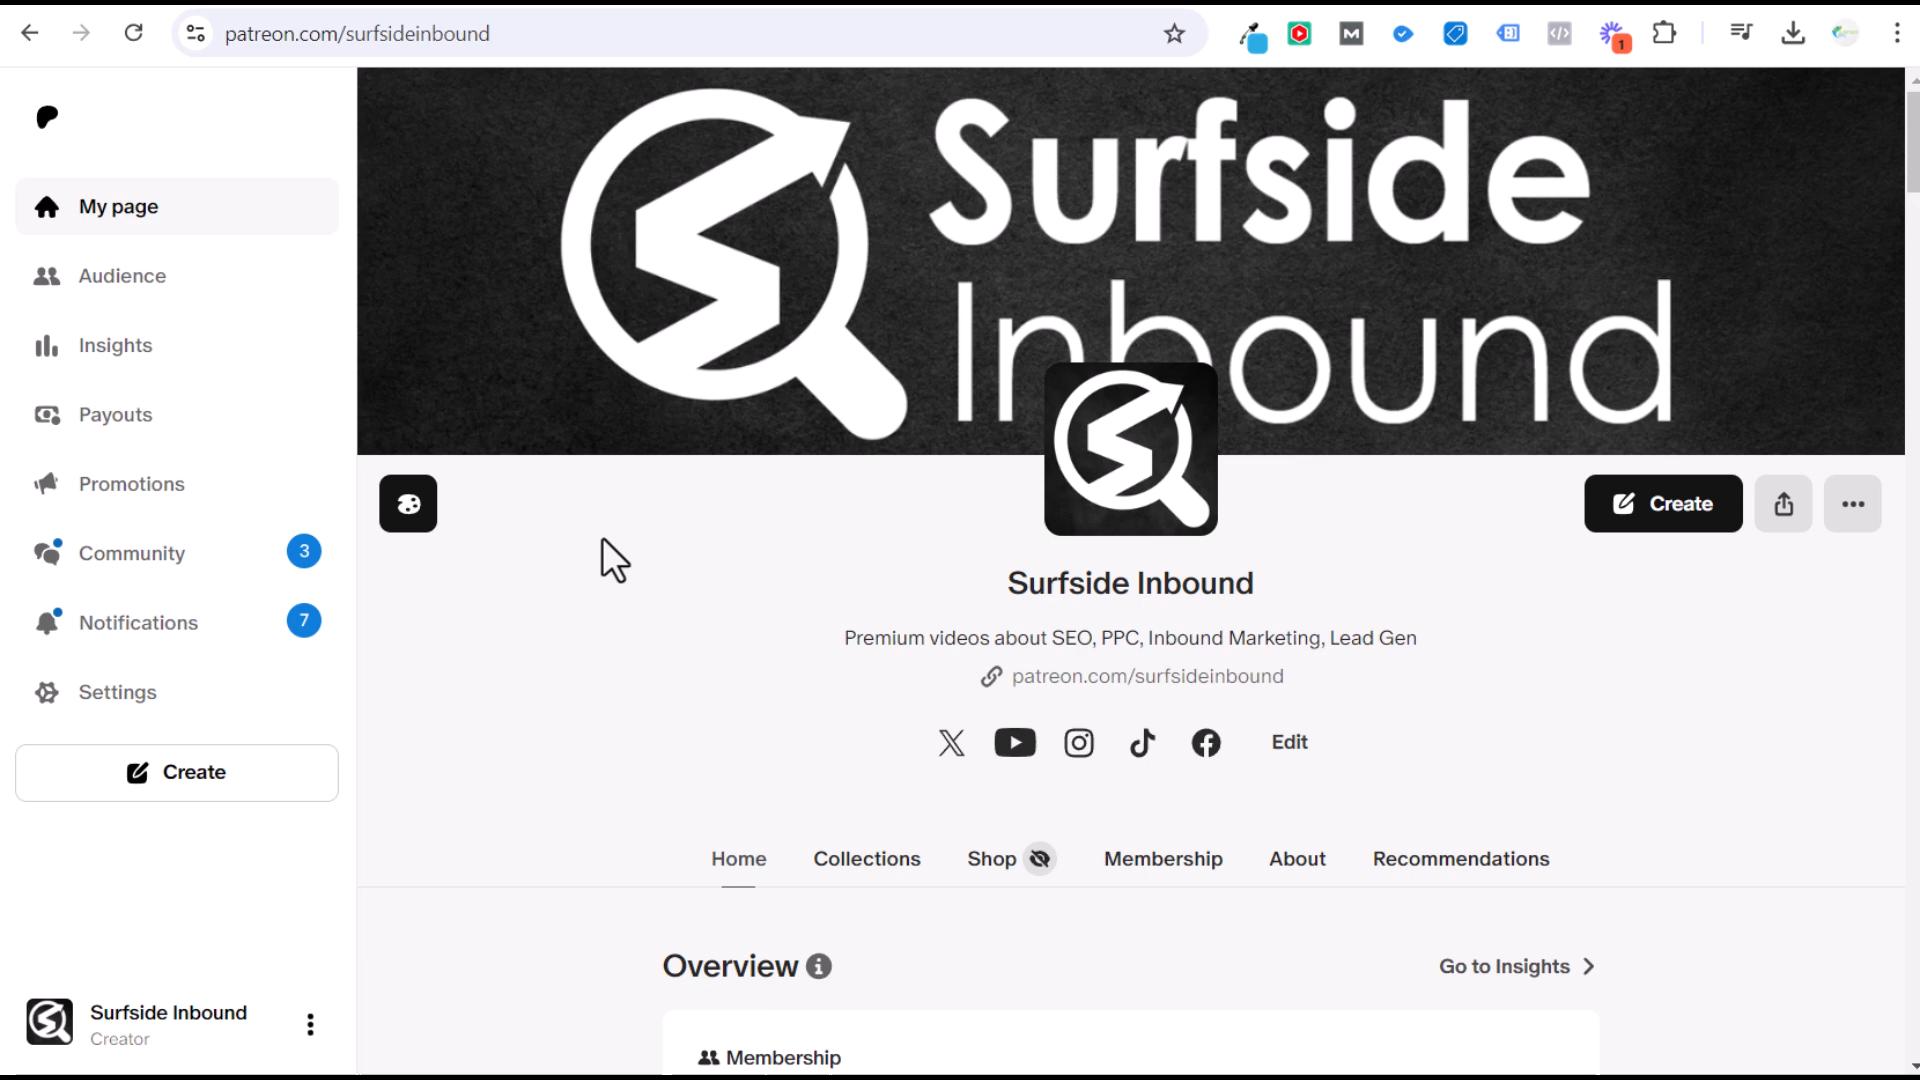 patreon.com/surfsideinbound
1
My page
Audience
Insights
Payouts
Promotions
Community
3
Notifications
7
Settings
Create
Surfside Inbound
Creator
Surfside
Inbound
Create
Surfside Inbound
Premium videos about SEO, PPC, Inbound Marketing, Lead Gen
patreon.com/surfsideinbound
Edit
Home Collections Shop Membership About Recommendations
Overview
Go to Insights
Membership